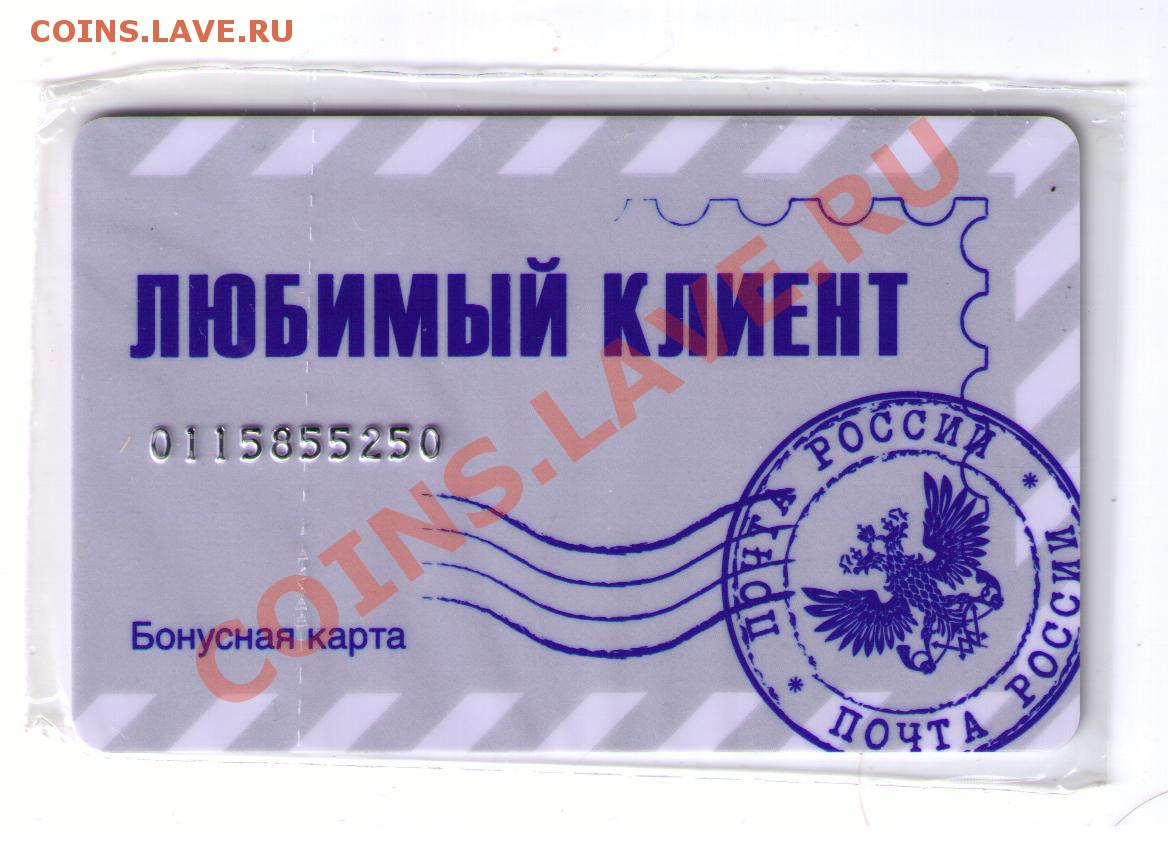 COINS.LAVE.RU
ЛЮБИМЫЙ КЛИЕНТ
0115855250
Бонусная карта
ПОЧТА РОССИИ * ПОЧТА РОССИИ *
COINS.LAVE.RU